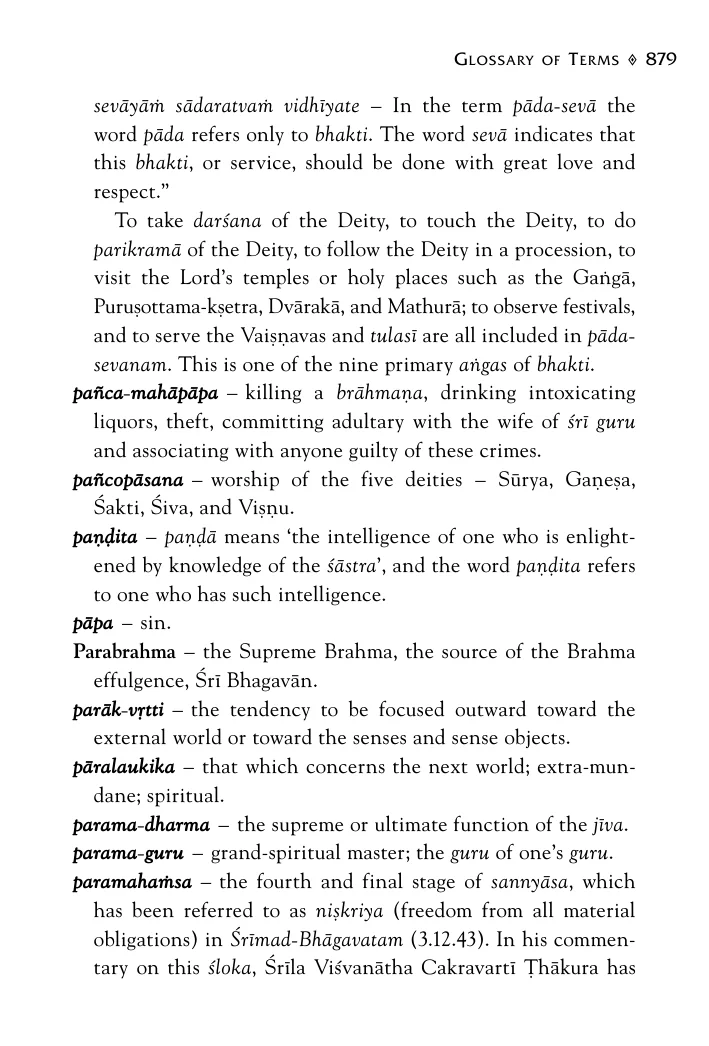 GLOSSARY OF TERMS ◊ 879
sevāyāṁ sādaratvaṁ vidhīyate – In the term pāda-sevā the
word pāda refers only to bhakti. The word sevā indicates that
this bhakti, or service, should be done with great love and
respect.”
To take darśana of the Deity, to touch the Deity, to do
parikramā of the Deity, to follow the Deity in a procession, to
visit the Lord’s temples or holy places such as the Gaṅgā,
Puruṣottama-kṣetra, Dvārakā, and Mathurā; to observe festivals,
and to serve the Vaiṣṇavas and tulasī are all included in pāda-
sevanam. This is one of the nine primary aṅgas of bhakti.
pañca-mahāpāpa – killing a brāhmaṇa, drinking intoxicating
liquors, theft, committing adultary with the wife of śrī guru
and associating with anyone guilty of these crimes.
pañcopāsana – worship of the five deities – Sūrya, Gaṇeṣa,
Śakti, Śiva, and Viṣṇu.
paṇḍita – paṇḍā means ‘the intelligence of one who is enlight-
ened by knowledge of the śāstra’, and the word paṇḍita refers
to one who has such intelligence.
pāpa – sin.
Parabrahma – the Supreme Brahma, the source of the Brahma
effulgence, Śrī Bhagavān.
parāk-vṛtti – the tendency to be focused outward toward the
external world or toward the senses and sense objects.
pāralaukika – that which concerns the next world; extra-mun-
dane; spiritual.
parama-dharma – the supreme or ultimate function of the jīva.
parama-guru – grand-spiritual master; the guru of one’s guru.
paramahaṁsa – the fourth and final stage of sannyāsa, which
has been referred to as niṣkriya (freedom from all material
obligations) in Śrīmad-Bhāgavatam (3.12.43). In his commen-
tary on this śloka, Śrīla Viśvanātha Cakravartī Ṭhākura has